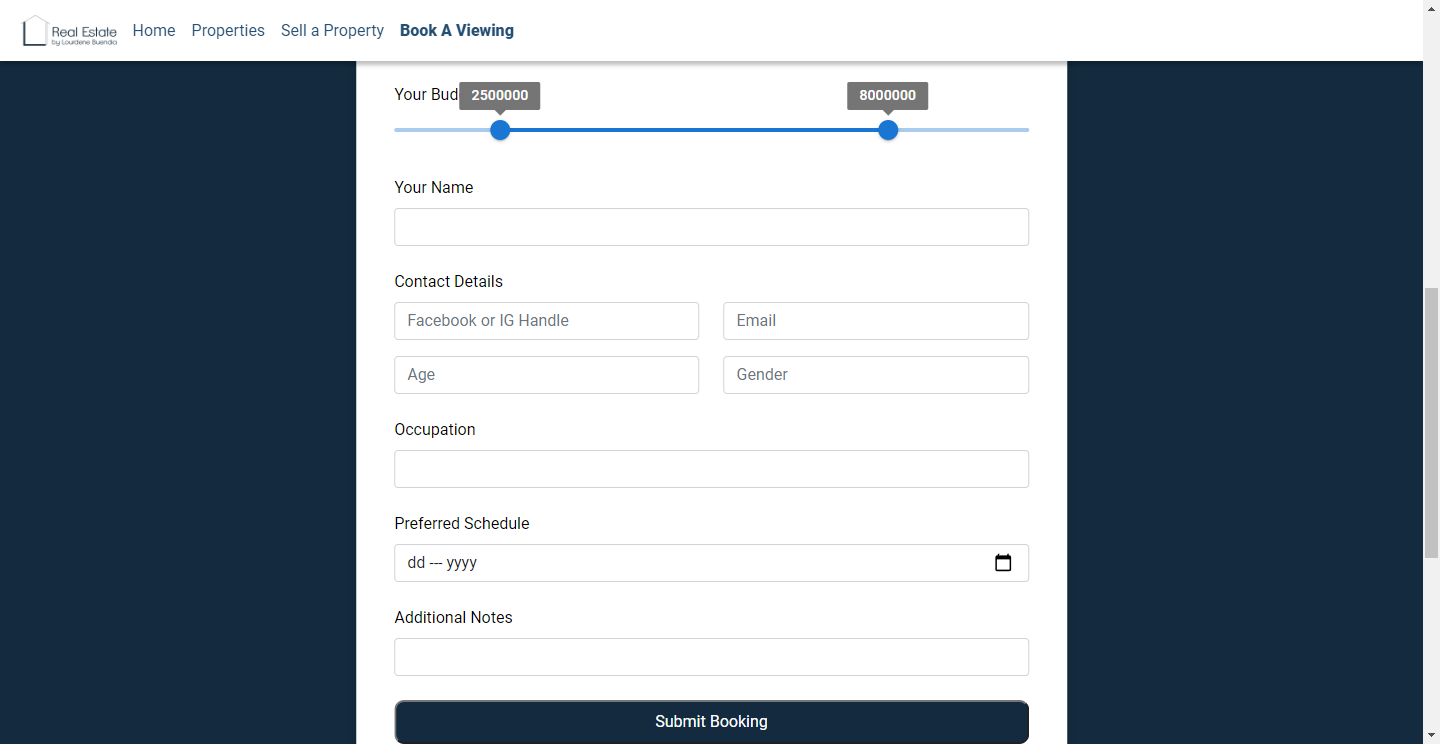 Real Estate
by Lourdene Buendia
Home Properties Sell a Property Book A Viewing
Your Bud
2500000 8000000
Your Name
Contact Details
Facebook or IG Handle Email
Age Gender
Occupation
Preferred Schedule
dd --- yyyy
Additional Notes
Submit Booking